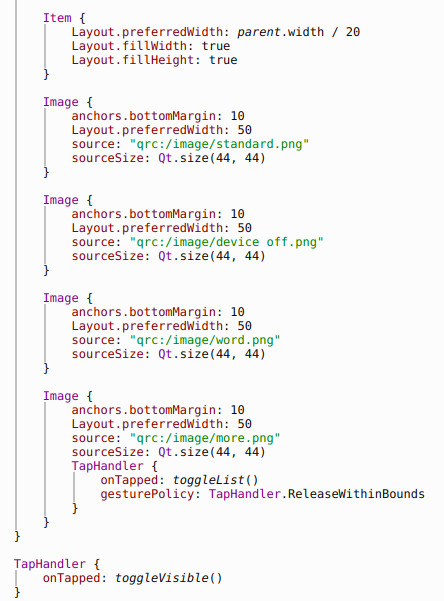 Item {
Layout.preferredWidth: parent.width / 20
Layout.fillWidth: true
Layout.fillHeight: true
}
Image {
anchors.bottomMargin: 10
Layout.preferredWidth: 50
source: "qrc:/image/standard.png"
sourceSize: Qt.size(44, 44)
}
Image {
anchors.bottomMargin: 10
Layout.preferredWidth: 50
source: "qrc:/image/device off.png"
sourceSize: Qt.size(44, 44)
}
Image {
anchors.bottomMargin: 10
Layout.preferredWidth: 50
source: "qrc:/image/word.png"
sourceSize: Qt.size(44, 44)
}
Image {
anchors.bottomMargin: 10
Layout.preferredWidth: 50
source: "qrc:/image/more.png"
sourceSize: Qt.size(44, 44)
TapHandler {
onTapped: toggleList()
gesturePolicy: TapHandler.ReleaseWithinBounds
}
}
}
TapHandler {
onTapped: toggleVisible()
}